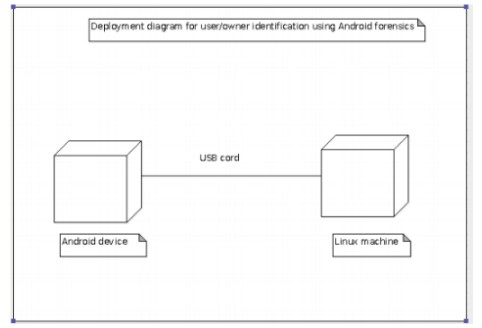 Deployment diagram for user/owner identification using Android forensics
USB cord
Android device
Linux machine